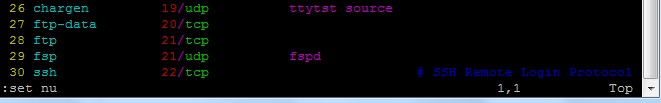 26 chargen 19/udp ttytst source
27 ftp-data 20/tcp
28 ftp 21/tcp
29 fsp 21/udp fspd
30 ssh 22/tcp # SSH Remote Login Protocol
:set nu 1,1 Top